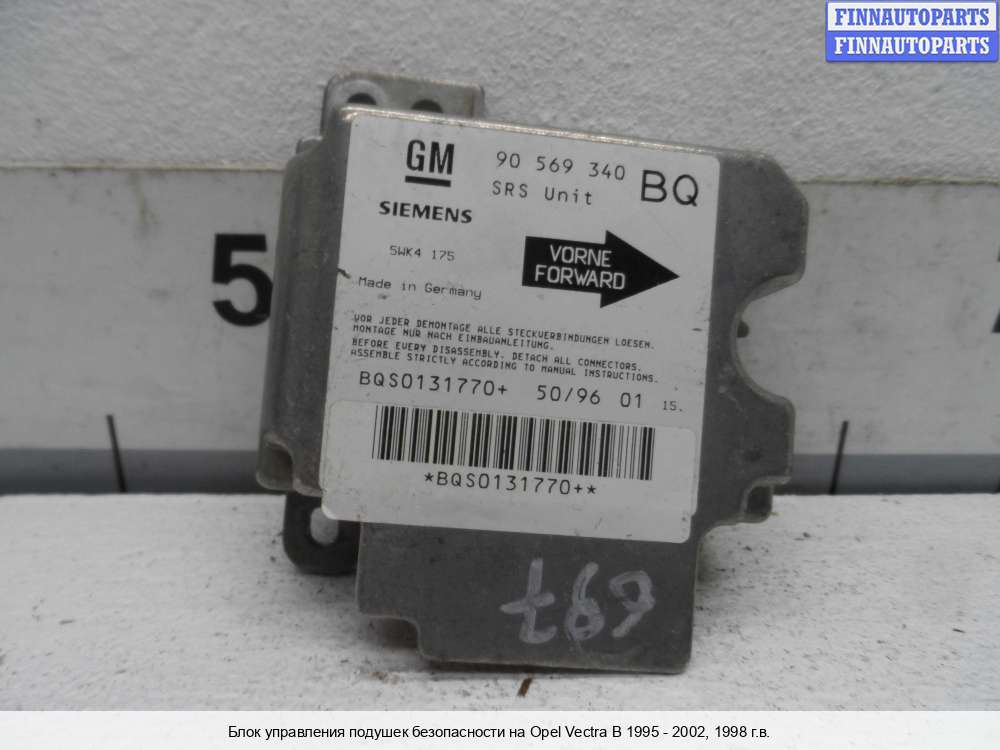 FINNAUTOPARTS
FINNAUTOPARTS
GM
90 569 340
BQ
SRS Unit
SIEMENS
5WK4 175
VORNE
FORWARD
Made in Germany
VOR JEDER DEMONTAGE ALLE STECKVERBINDUNGEN LOESEN.
MONTAGE NUR NACH EINBAUANLEITUNG.
BEFORE EVERY DISASSEMBLY, DETACH ALL CONNECTORS.
ASSEMBLE STRICTLY ACCORDING TO MANUAL INSTRUCTIONS.
BQS0131770+ 50/96 01 15.
*BQS0131770+*
5
Блок управления подушек безопасности на Opel Vectra B 1995 - 2002, 1998 г.в.